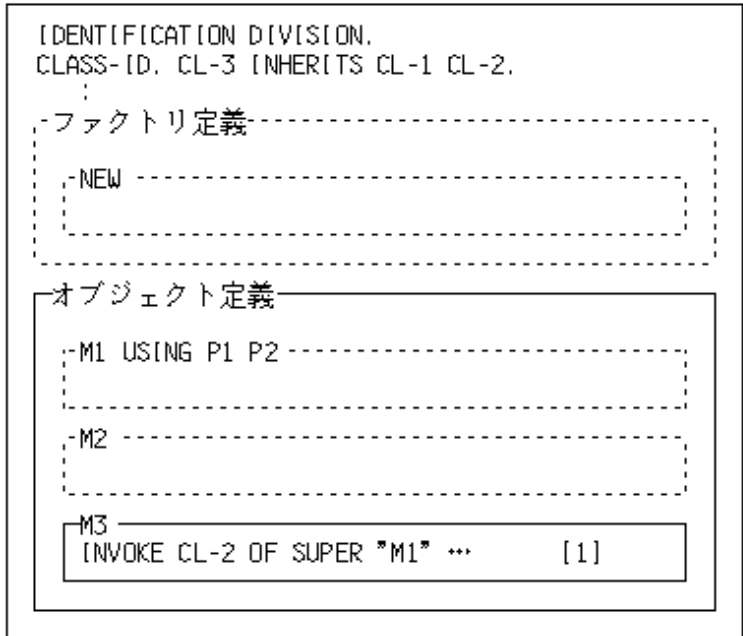 IDENTIFICATION DIVISION.
CLASS-ID. CL-3 INHERITS CL-1 CL-2.
:
ファクトリ定義
NEW
オブジェクト定義
M1 USING P1 P2
M2
M3
INVOKE CL-2 OF SUPER "M1" … [1]